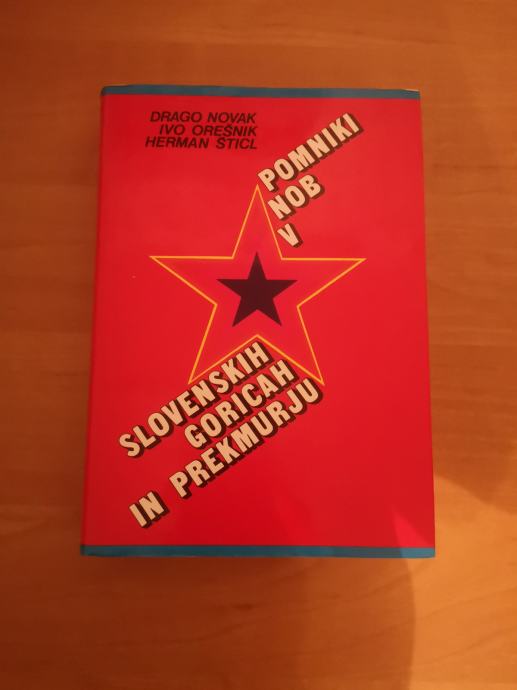 DRAGO NOVAK
IVO OREŠNIK
HERMAN ŠTICL
POMNIKI
NOB
V
SLOVENSKIH
GORICAH
IN PREKMURJU